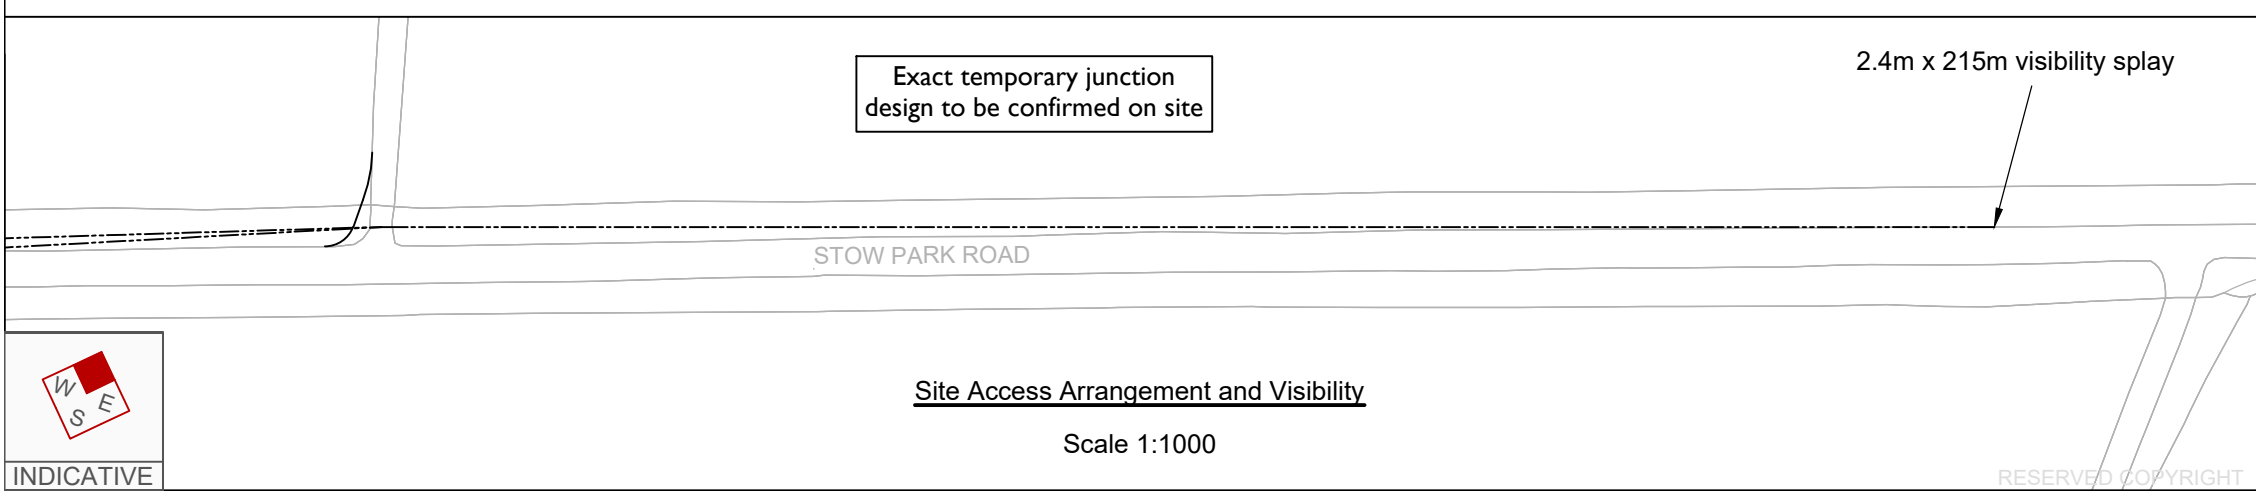 2.4m x 215m visibility splay
Exact temporary junction
design to be confirmed on site
STOW PARK ROAD
W
E
S
INDICATIVE
Site Access Arrangement and Visibility
Scale 1:1000
RESERVED COPYRIGHT